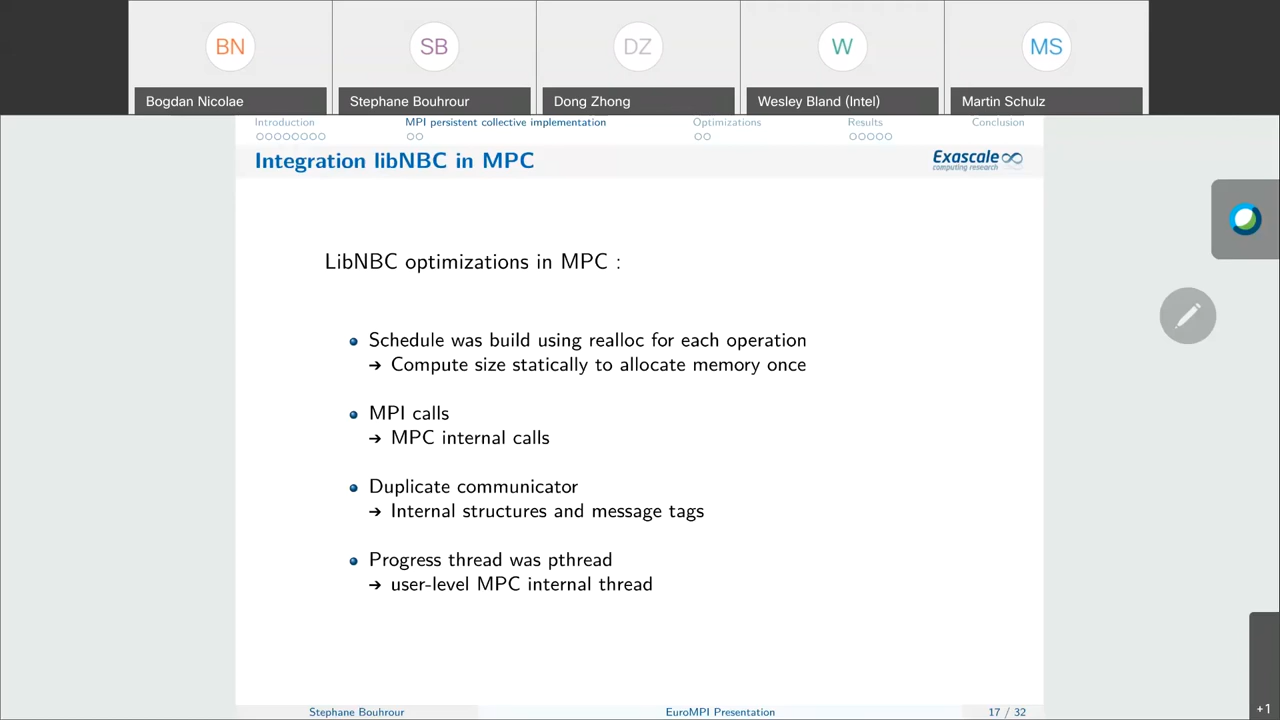 BN
SB
DZ
W
MS
Bogdan Nicolae
Stephane Bouhrour
Dong Zhong
Wesley Bland (Intel)
Martin Schulz
Introduction
MPI persistent collective implementation
Optimizations
Results
Conclusion
Integration libNBC in MPC
Exascale
computing research
LibNBC optimizations in MPC :
Schedule was build using realloc for each operation
➔ Compute size statically to allocate memory once
MPI calls
➔ MPC internal calls
Duplicate communicator
➔ Internal structures and message tags
Progress thread was pthread
➔ user-level MPC internal thread
Stephane Bouhrour
EuroMPI Presentation
17 / 32
+1